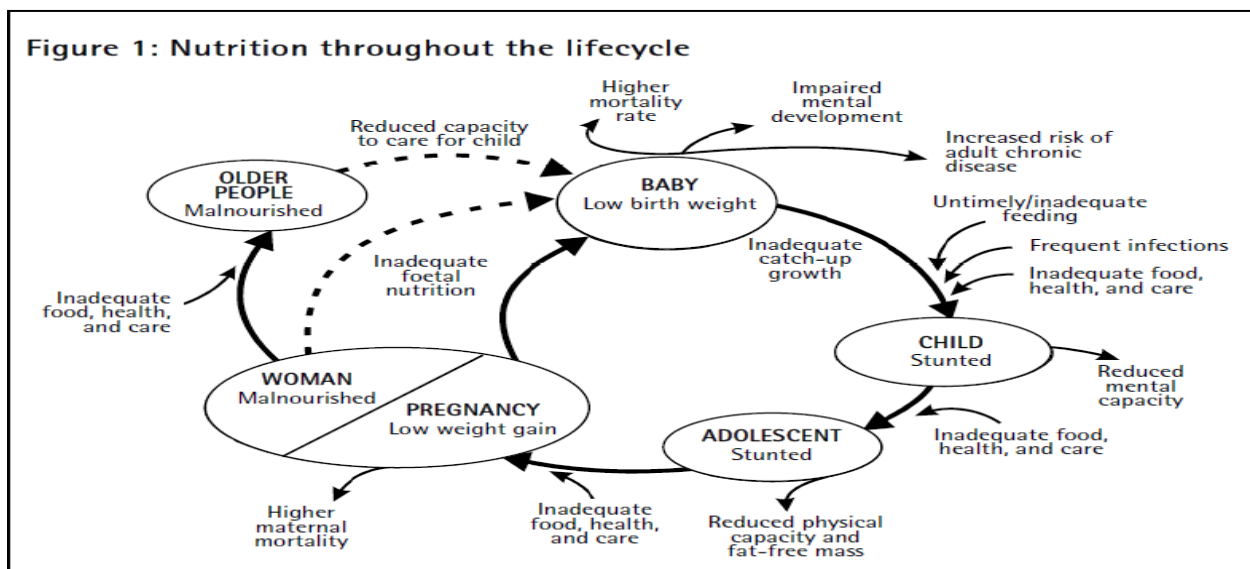 Figure 1: Nutrition throughout the lifecycle
Higher
mortality
rate
Impaired
mental
development
Reduced capacity
to care for child
Increased risk of
adult chronic
disease
OLDER
PEOPLE
Malnourished
BABY
Low birth weight
Untimely/inadequate
feeding
Inadequate
catch-up
growth
Frequent infections
Inadequate
foetal
nutrition
Inadequate food,
health, and care
Inadequate
food, health,
and care
CHILD
Stunted
WOMAN
Malnourished
Reduced
mental
capacity
PREGNANCY
Low weight gain
ADOLESCENT
Stunted
Inadequate food,
health, and care
Higher
maternal
mortality
Inadequate
food, health,
and care
Reduced physical
capacity and
fat-free mass